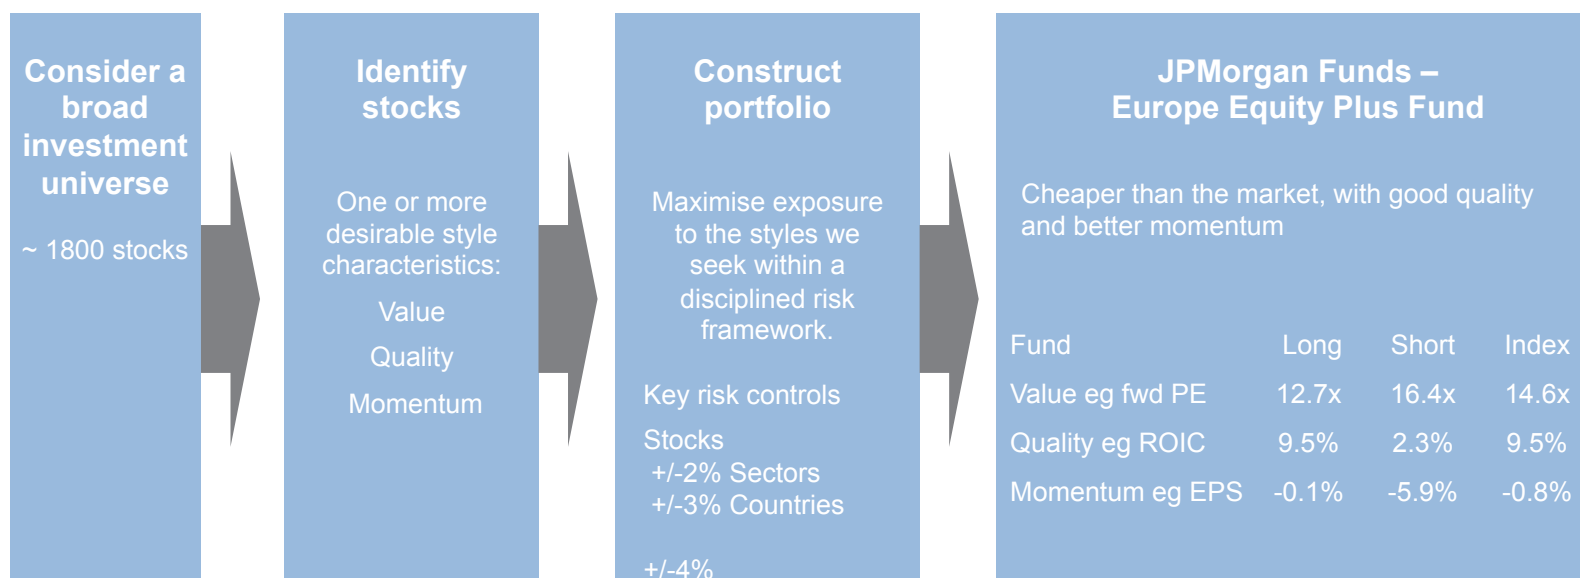 Consider a
broad
investment
universe
~ 1800 stocks
Identify
stocks
One or more
desirable style
characteristics:
Value
Quality
Momentum
Construct
portfolio
Maximise exposure
to the styles we
seek within a
disciplined risk
framework.
Key risk controls
Stocks
+/-2% Sectors
+/-3% Countries
+/-4%
JPMorgan Funds –
Europe Equity Plus Fund
Cheaper than the market, with good quality
and better momentum
Fund Long Short Index
Value eg fwd PE 12.7x 16.4x 14.6x
Quality eg ROIC 9.5% 2.3% 9.5%
Momentum eg EPS -0.1% -5.9% -0.8%